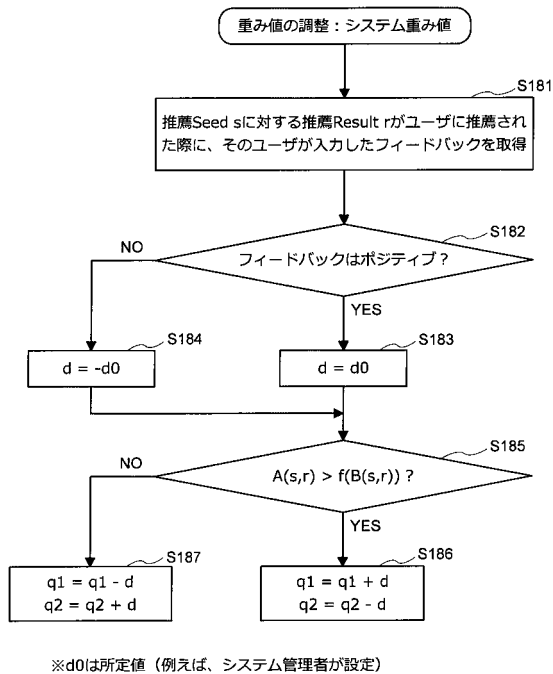 重み値の調整：システム重み値
S181
推薦Seed sに対する推薦Result rがユーザに推薦され
た際に、そのユーザが入力したフィードバックを取得
S182
フィードバックはポジティブ？
NO
YES
S184
d = -d0
S183
d = d0
S185
A(s,r) > f(B(s,r))？
NO
YES
S187
q1 = q1 - d
q2 = q2 + d
S186
q1 = q1 + d
q2 = q2 - d
※d0は所定値（例えば、システム管理者が設定）